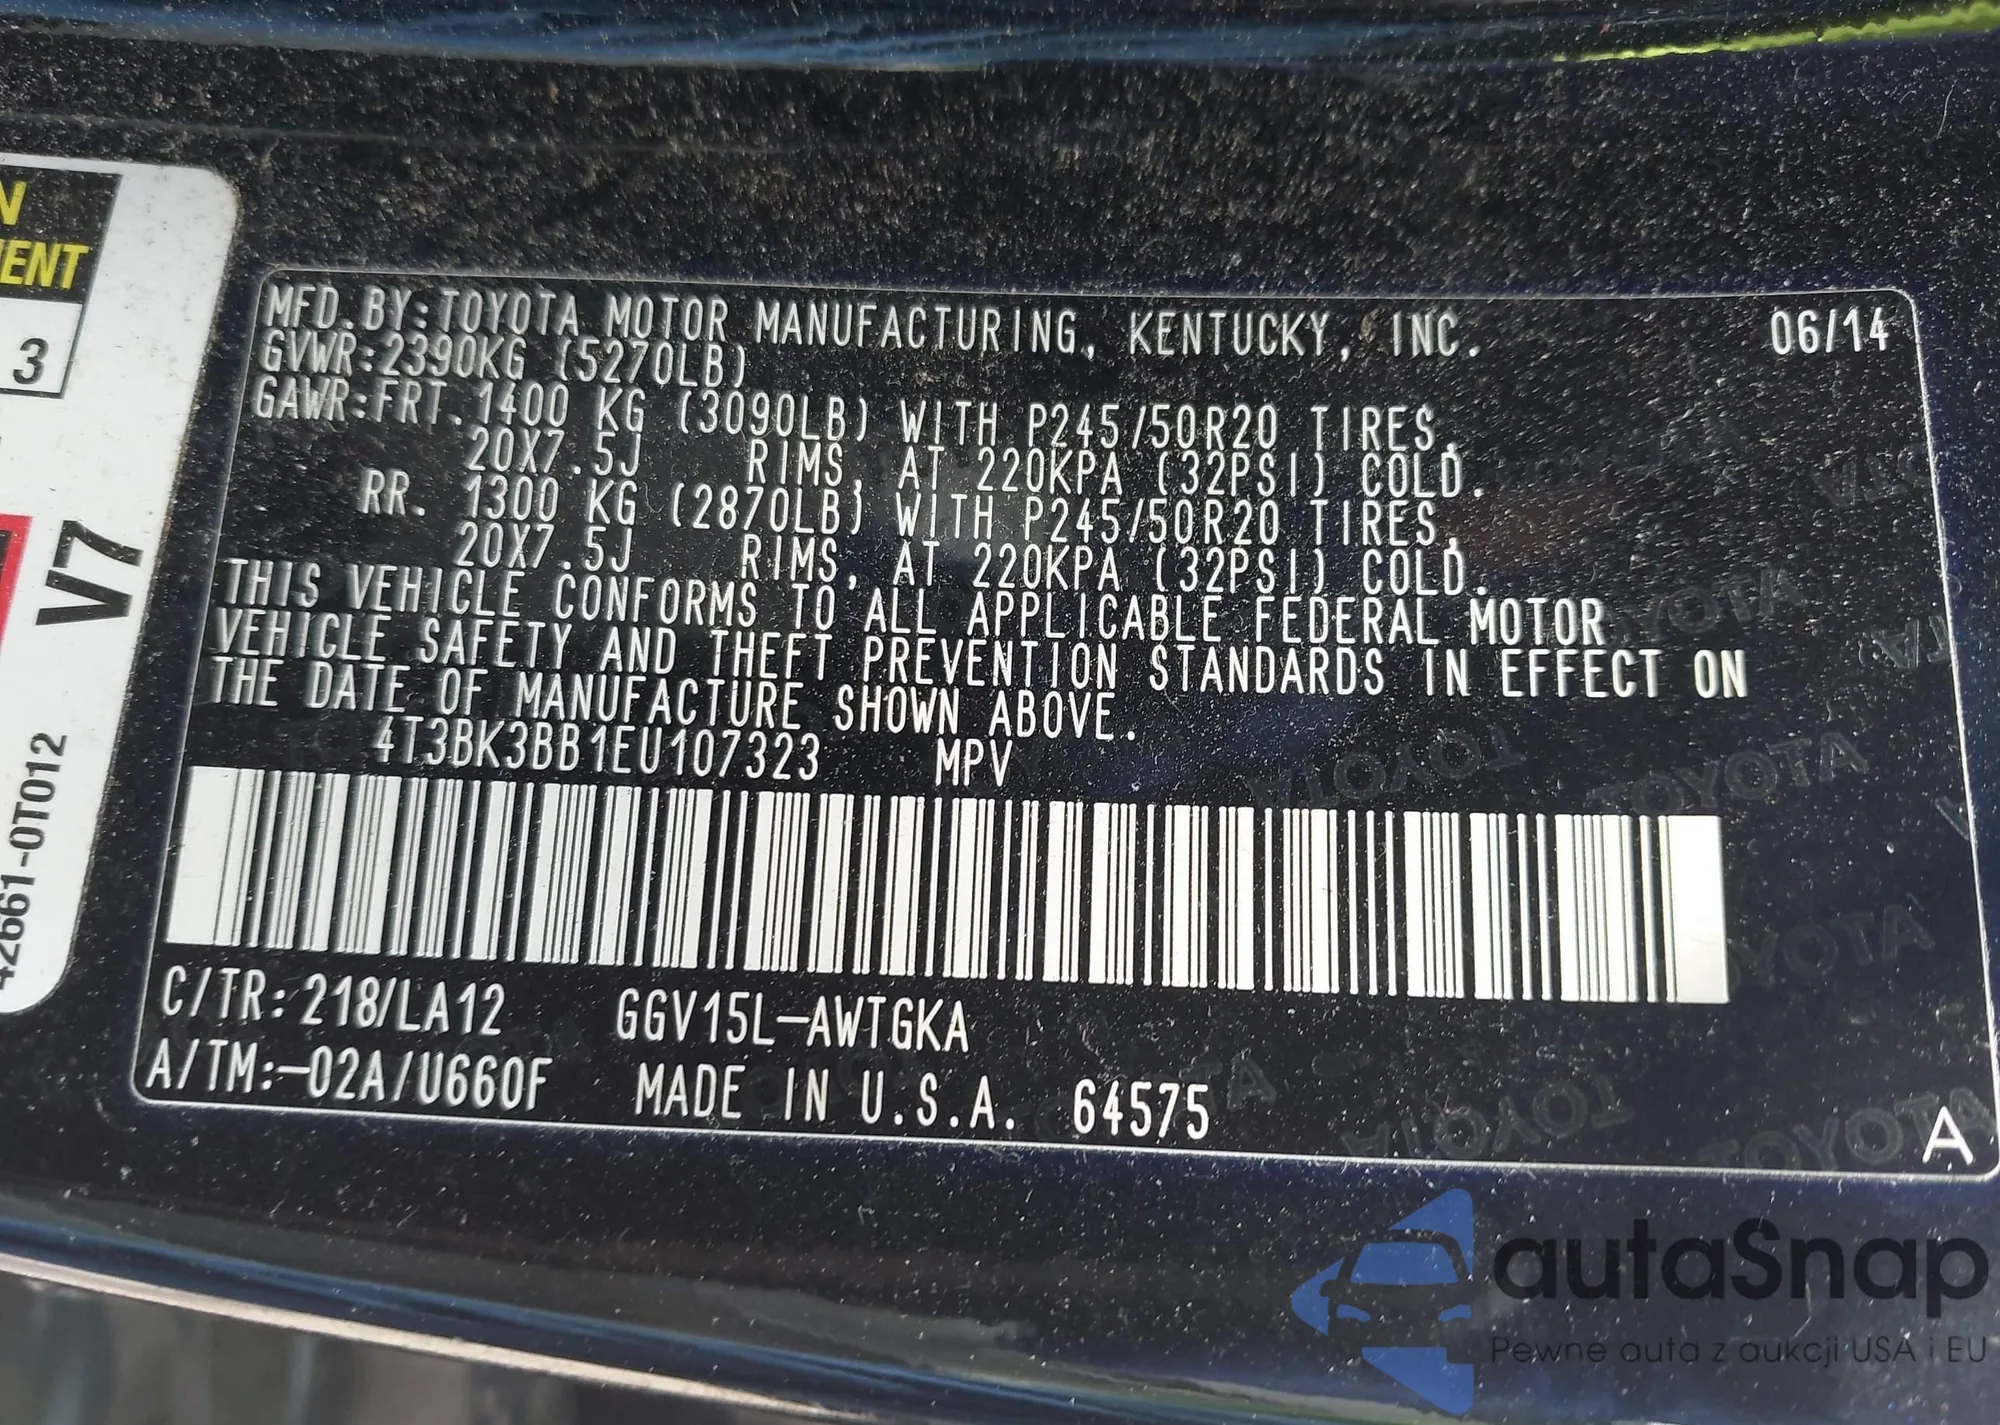 N
ENT
3
V7
42661-0T012
MFD.BY:TOYOTA MOTOR MANUFACTURING, KENTUCKY, INC. 06/14
GVWR:2390KG (5270LB)
GAWR:FRT.1400 KG (3090LB) WITH P245/50R20 TIRES,
20X7.5J RIMS, AT 220KPA (32PSI) COLD.
RR. 1300 KG (2870LB) WITH P245/50R20 TIRES,
20X7.5J RIMS, AT 220KPA (32PSI) COLD.
THIS VEHICLE CONFORMS TO ALL APPLICABLE FEDERAL MOTOR
VEHICLE SAFETY AND THEFT PREVENTION STANDARDS IN EFFECT ON
THE DATE OF MANUFACTURE SHOWN ABOVE.
4T3BK3BB1EU107323 MPV
C/TR:218/LA12 GGV15L-AWTGKA
A/TM:-02A/U660F MADE IN U.S.A. 64575
A
autaSnap
Pewne auta z aukcji USA i EU